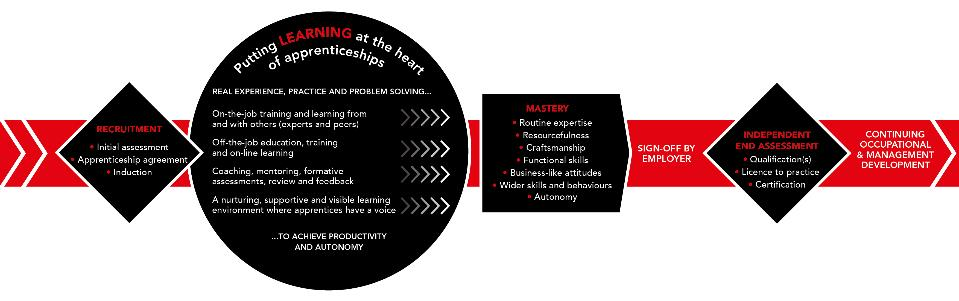 RECRUITMENT
• Initial assessment
• Apprenticeship agreement
• Induction
Putting LEARNING at the heart
of apprenticeships
REAL EXPERIENCE, PRACTICE AND PROBLEM SOLVING...
On-the-job training and learning from
and with others (experts and peers)
Off-the-job education, training
and on-line learning
Coaching, mentoring, formative
assessments, review and feedback
A nurturing, supportive and visible learning
environment where apprentices have a voice
...TO ACHIEVE PRODUCTIVITY
AND AUTONOMY
MASTERY
• Routine expertise
• Resourcefulness
• Craftsmanship
• Functional skills
• Business-like attitudes
• Wider skills and behaviours
• Autonomy
SIGN-OFF BY
EMPLOYER
INDEPENDENT
END ASSESSMENT
• Qualification(s)
• Licence to practice
• Certification
CONTINUING
OCCUPATIONAL
& MANAGEMENT
DEVELOPMENT